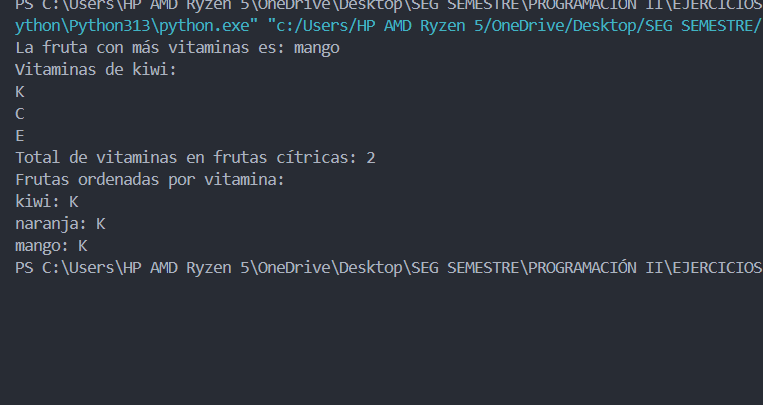 PS C:\Users\HP AMD Ryzen 5\OneDrive\Desktop\SEG SEMESTRE\PROGRAMACIÓN II\EJERCICIOS
ython\Python313\python.exe" "c:/Users/HP AMD Ryzen 5/OneDrive/Desktop/SEG SEMESTRE/
La fruta con más vitaminas es: mango
Vitaminas de kiwi:
K
C
E
Total de vitaminas en frutas cítricas: 2
Frutas ordenadas por vitamina:
kiwi: K
naranja: K
mango: K
PS C:\Users\HP AMD Ryzen 5\OneDrive\Desktop\SEG SEMESTRE\PROGRAMACIÓN II\EJERCICIOS